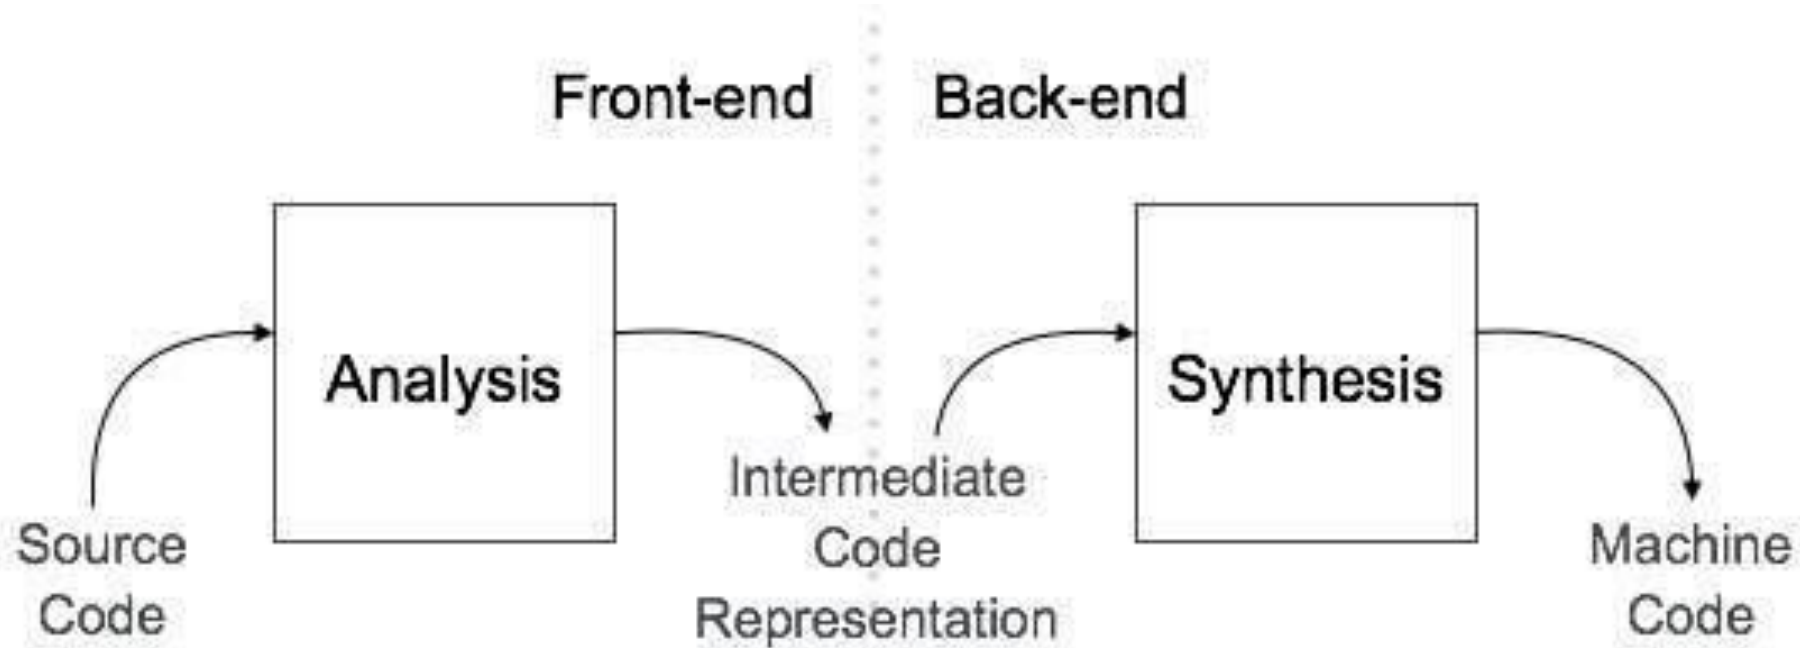 Front-end
Back-end
Analysis
Synthesis
Source
Code
Intermediate
Code
Representation
Machine
Code